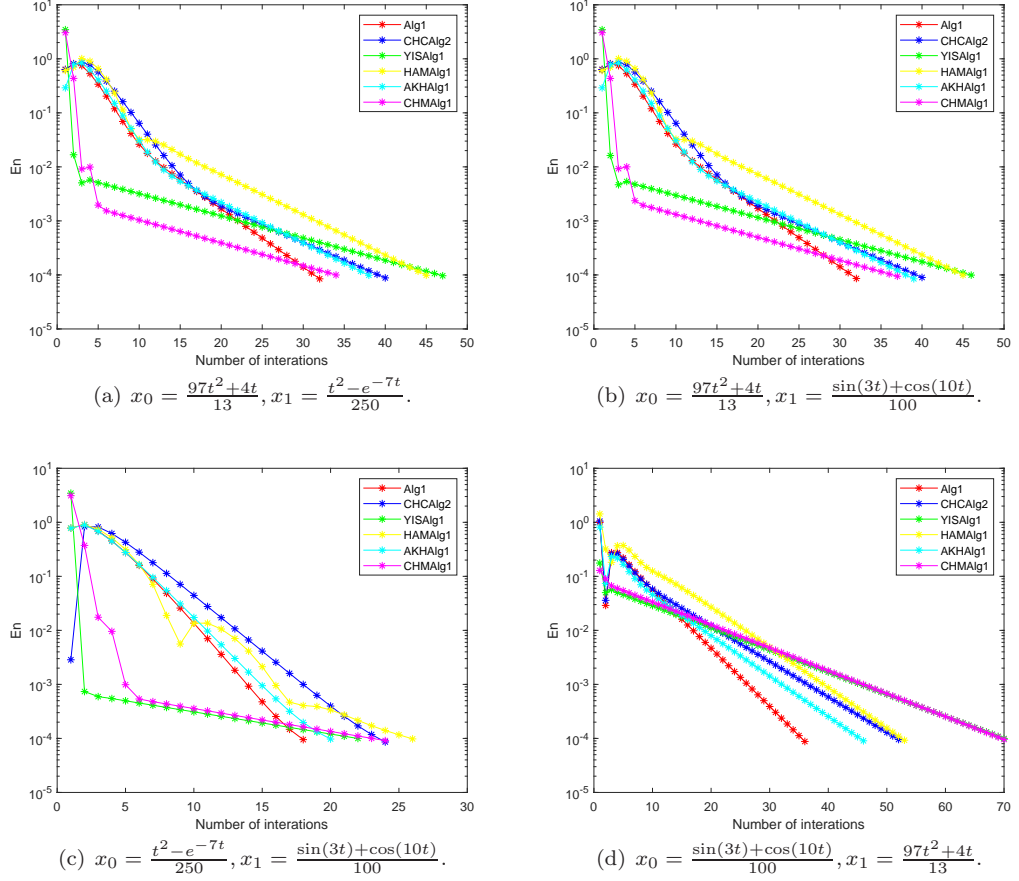 10^1
10^0
10^-1
10^-2
10^-3
10^-4
10^-5
En
0 5 10 15 20 25 30 35 40 45 50
Number of interations
Alg1
CHCAlg2
YISAlg1
HAMAlg1
AKHAlg1
CHMAlg1
(a) x_0 = \frac{97t^2+4t}{13}, x_1 = \frac{t^2-e^{-7t}}{250}.
10^1
10^0
10^-1
10^-2
10^-3
10^-4
10^-5
En
0 5 10 15 20 25 30 35 40 45 50
Number of interations
Alg1
CHCAlg2
YISAlg1
HAMAlg1
AKHAlg1
CHMAlg1
(b) x_0 = \frac{97t^2+4t}{13}, x_1 = \frac{\sin(3t)+\cos(10t)}{100}.
10^1
10^0
10^-1
10^-2
10^-3
10^-4
10^-5
En
0 5 10 15 20 25 30
Number of interations
Alg1
CHCAlg2
YISAlg1
HAMAlg1
AKHAlg1
CHMAlg1
(c) x_0 = \frac{t^2-e^{-7t}}{250}, x_1 = \frac{\sin(3t)+\cos(10t)}{100}.
10^1
10^0
10^-1
10^-2
10^-3
10^-4
10^-5
En
0 10 20 30 40 50 60 70
Number of interations
Alg1
CHCAlg2
YISAlg1
HAMAlg1
AKHAlg1
CHMAlg1
(d) x_0 = \frac{\sin(3t)+\cos(10t)}{100}, x_1 = \frac{97t^2+4t}{13}.